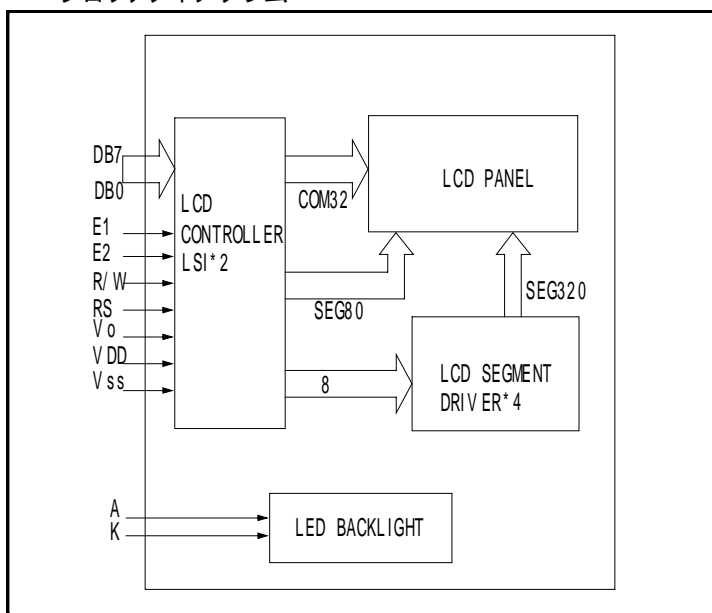 DB7
DB0
E1
E2
R/W
RS
Vo
VDD
Vss
LCD
CONTROLLER
LSI*2
COM32
SEG80
8
LCD PANEL
SEG320
LCD SEGMENT
DRIVER*4
A
K
LED BACKLIGHT